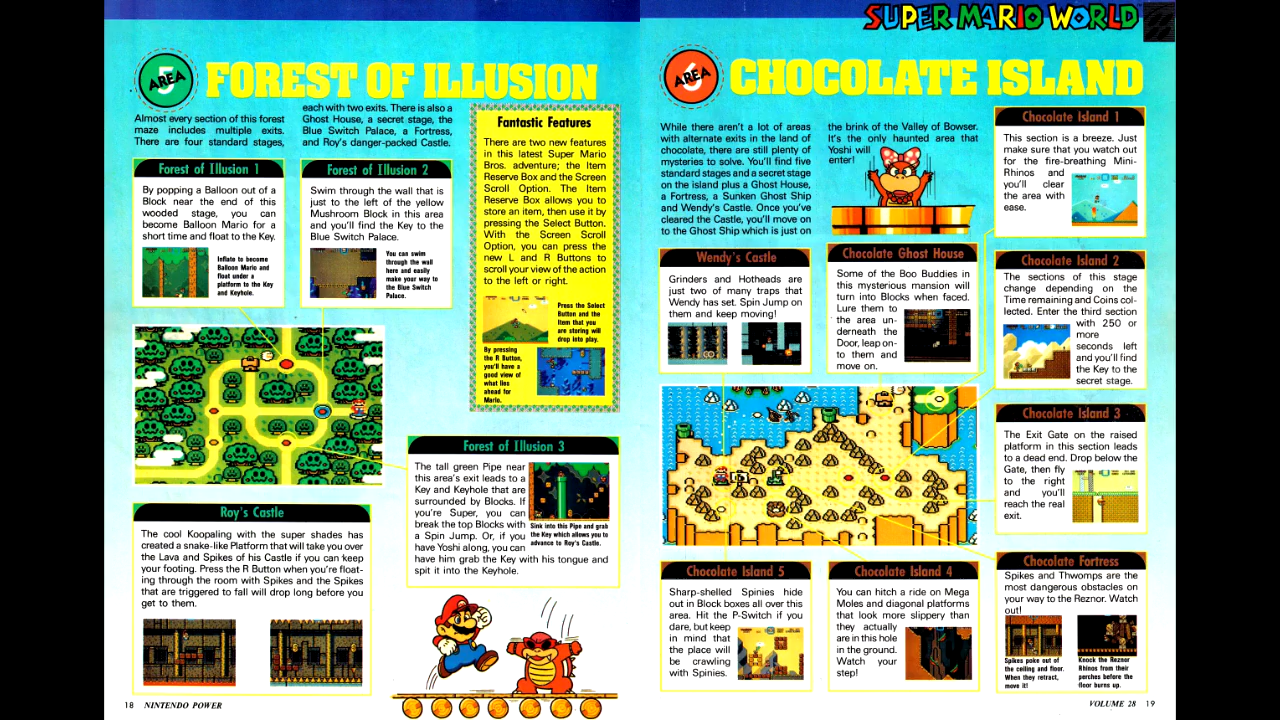 AREA 5
FOREST OF ILLUSION
Almost every section of this forest
maze includes multiple exits.
There are four standard stages,
each with two exits. There is also a
Ghost House, a secret stage, the
Blue Switch Palace, a Fortress,
and Roy's danger-packed Castle.
Forest of Illusion 1
By popping a Balloon out of a
Block near the end of this
wooded stage, you can
become Balloon Mario for a
short time and float to the Key.
Inflate to become
Balloon Mario and
float under a
platform to the Key
and Keyhole.
Forest of Illusion 2
Swim through the wall that is
just to the left of the yellow
Mushroom Block in this area
and you'll find the Key to the
Blue Switch Palace.
You can swim
through the wall
here and easily
make your way to
the Blue Switch
Palace.
Fantastic Features
There are two new features
in this latest Super Mario
Bros. adventure; the Item
Reserve Box and the Screen
Scroll Option. The Item
Reserve Box allows you to
store an item, then use it by
pressing the Select Button.
With the Screen Scroll
Option, you can press the
new L and R Buttons to
scroll your view of the action
to the left or right.
Press the Select
Button and the
Item that you
are storing will
drop into play.
By pressing
the R Button,
you'll have a
good view of
what lies
ahead for
Mario.
Forest of Illusion 3
The tall green Pipe near
this area's exit leads to a
Key and Keyhole that are
surrounded by Blocks. If
you're Super, you can
break the top Blocks with
a Spin Jump. Or, if you
have Yoshi along, you can
have him grab the Key with his tongue and
spit it into the Keyhole.
Sink into this Pipe and grab
the Key which allows you to
advance to Roy's Castle.
Roy's Castle
The cool Koopaling with the super shades has
created a snake-like Platform that will take you over
the Lava and Spikes of his Castle if you can keep
your footing. Press the R Button when you're float-
ing through the room with Spikes and the Spikes
that are triggered to fall will drop long before you
get to them.
18 NINTENDO POWER
SUPER MARIO WORLD
AREA 6
CHOCOLATE ISLAND
While there aren't a lot of areas
with alternate exits in the land of
chocolate, there are still plenty of
mysteries to solve. You'll find five
standard stages and a secret stage
on the island plus a Ghost House,
a Fortress, a Sunken Ghost Ship
and Wendy's Castle. Once you've
cleared the Castle, you'll move on
to the Ghost Ship which is just on
the brink of the Valley of Bowser.
It's the only haunted area that
Yoshi will
enter!
Chocolate Island 1
This section is a breeze. Just
make sure that you watch out
for the fire-breathing Mini-
Rhinos and
you'll clear
the area with
ease.
Wendy's Castle
Grinders and Hotheads are
just two of many traps that
Wendy has set. Spin Jump on
them and keep moving!
Chocolate Ghost House
Some of the Boo Buddies in
this mysterious mansion will
turn into Blocks when faced.
Lure them to
the area un-
derneath the
Door, leap on-
to them and
move on.
Chocolate Island 2
The sections of this stage
change depending on the
Time remaining and Coins col-
lected. Enter the third section
with 250 or
more
seconds left
and you'll find
the Key to the
secret stage.
Chocolate Island 3
The Exit Gate on the raised
platform in this section leads
to a dead end. Drop below the
Gate, then fly
to the right
and you'll
reach the real
exit.
Chocolate Island 5
Sharp-shelled Spinies hide
out in Block boxes all over this
area. Hit the P-Switch if you
dare, but keep
in mind that
the place will
be crawling
with Spinies.
Chocolate Island 4
You can hitch a ride on Mega
Moles and diagonal platforms
that look more slippery than
they actually
are in this hole
in the ground.
Watch your
step!
Chocolate Fortress
Spikes and Thwomps are the
most dangerous obstacles on
your way to the Reznor. Watch
out!
Spikes poke out of
the ceiling and floor.
When they retract,
move it!
Knock the Reznor
Rhinos from their
perches before the
floor burns up.
VOLUME 28 19